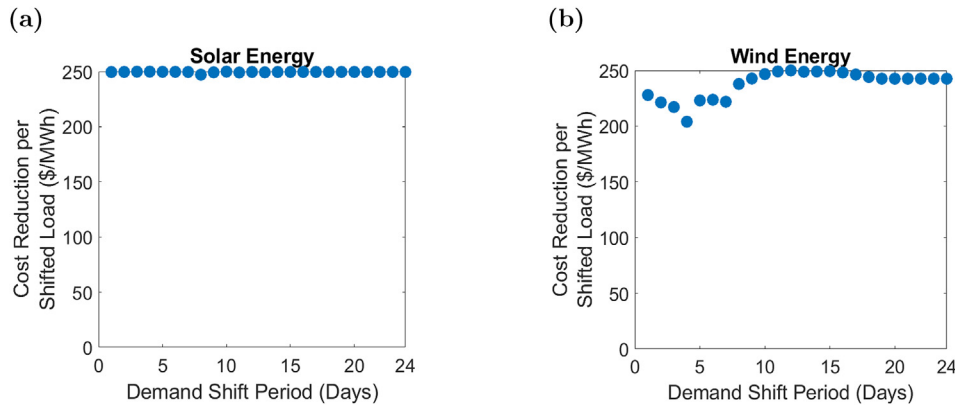 (a)
Solar Energy
250
200
150
100
50
0
Cost Reduction per
Shifted Load ($/MWh)
0 5 10 15 20 24
Demand Shift Period (Days)
(b)
Wind Energy
250
200
150
100
50
0
Cost Reduction per
Shifted Load ($/MWh)
0 5 10 15 20 24
Demand Shift Period (Days)